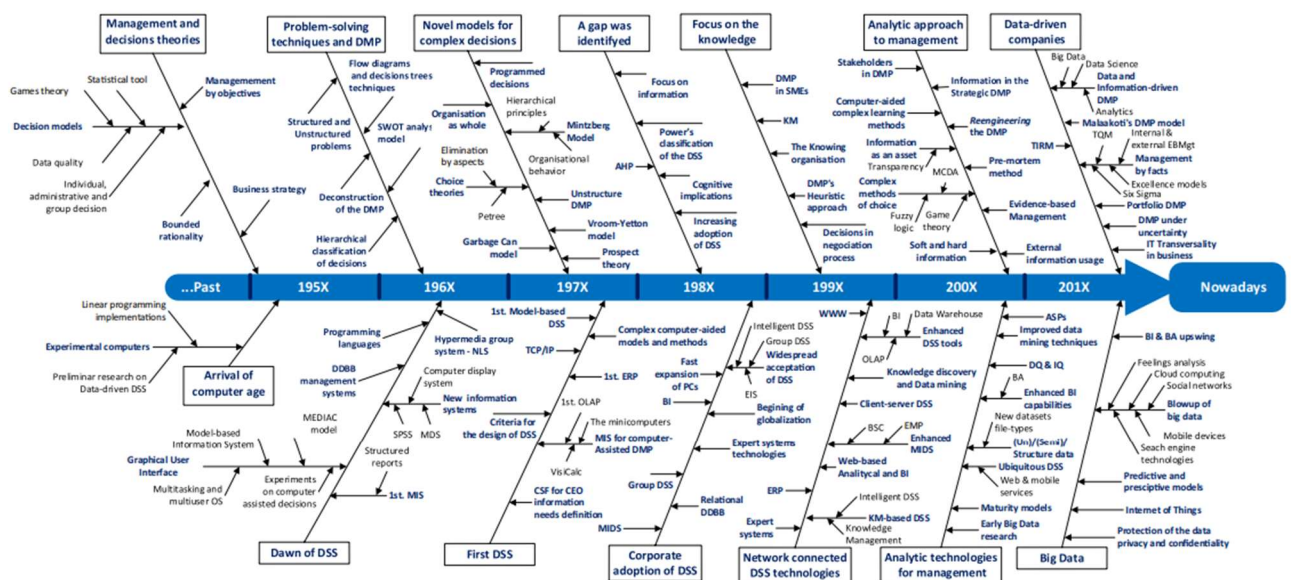 Management and
decisions theories
Problem-solving
techniques and DMP
Novel models for
complex decisions
A gap was
identifyed
Focus on the
knowledge
Analytic approach
to management
Data-driven
companies
Statistical tool
Games theory
Managemement
by objectives
Decision models
Data quality
Individual,
administrative and
group decision
Business strategy
Bounded
rationality
Flow diagrams
and decisions trees
techniques
Structured and
Unstructured
problems
SWOT analys
model
Deconstruction
of the DMP
Hierarchical
classification
of decisions
Programmed
decisions
Organisation
as whole
Hierarchical
principles
Mintzberg
Model
Elimination
by aspects
Organisational
behavior
Choice
theories
Petree
Unstructure
DMP
Vroom-Yetton
model
Garbage Can
model
Prospect
theory
Focus on
information
Power's
classification
of the DSS
AHP
Cognitive
implications
Increasing
adoption
of DSS
DMP
in SMEs
KM
The Knowing
organisation
DMP's
Heuristic
approach
Decisions in
negociation
process
Stakeholders
in DMP
Information in the
Strategic DMP
Computer-aided
complex learning
methods
Reengineering
the DMP
Information
as an asset
Transparency
MCDA
Pre-mortem
method
Complex
methods
of choice
Fuzzy
logic
Game
theory
Evidence-based
Management
Soft and hard
information
External
information usage
Big Data
Data Science
Data and
Information-driven
DMP
Analytics
Malaakoti's DMP model
TQM
Internal &
external EBMgt
TIRM
Management
by facts
Excellence models
Six Sigma
Portfolio DMP
DMP under
uncertainty
IT Transversality
in business
...Past
195X
196X
197X
198X
199X
200X
201X
Nowadays
Linear programming
implementations
Experimental computers
Preliminar research on
Data-driven DSS
Arrival of
computer age
Programming
languages
Hypermedia group
system - NLS
DDBB
management
systems
Computer display
system
New information
systems
SPSS
MDS
MEDIAC
model
Model-based
Information System
Graphical User
Interface
Multitasking and
multiuser OS
Experiments
on computer
assisted decisions
Structured
reports
1st. MIS
Dawn of DSS
1st. Model-based
DSS
Complex computer-aided
models and methods
TCP/IP
1st. ERP
1st. OLAP
Criteria for
the design of DSS
The minicomputers
MIS for computer-
Assisted DMP
VisiCalc
CSF for CEO
information
needs definition
First DSS
Intelligent DSS
Group DSS
Widespread
acceptation
of DSS
Fast
expansion
of PCs
EIS
BI
Begining of
globalization
Expert systems
technologies
Group DSS
Relational
DDBB
MIDS
Corporate
adoption of DSS
WWW
BI
Data Warehouse
Enhanced
DSS tools
OLAP
Knowledge discovery
and Data mining
Client-server DSS
BSC
EMP
Enhanced
MIDS
Web-based
Analitycal and BI
ERP
Intelligent DSS
KM-based DSS
Knowledge
Management
Expert
systems
Network connected
DSS technologies
ASPs
Improved data
mining techniques
DQ & IQ
BA
Enhanced BI
capabilities
New datasets
file-types
(Un)/(Semi)/
Structure data
Ubiquitous DSS
Web & mobile
services
Maturity models
Early Big Data
research
Analytic technologies
for management
BI & BA upswing
Feelings analysis
Cloud computing
Social networks
Blowup of
big data
Mobile devices
Seach engine
technologies
Predictive and
presciptive models
Internet of Things
Protection of the data
privacy and confidentiality
Big Data